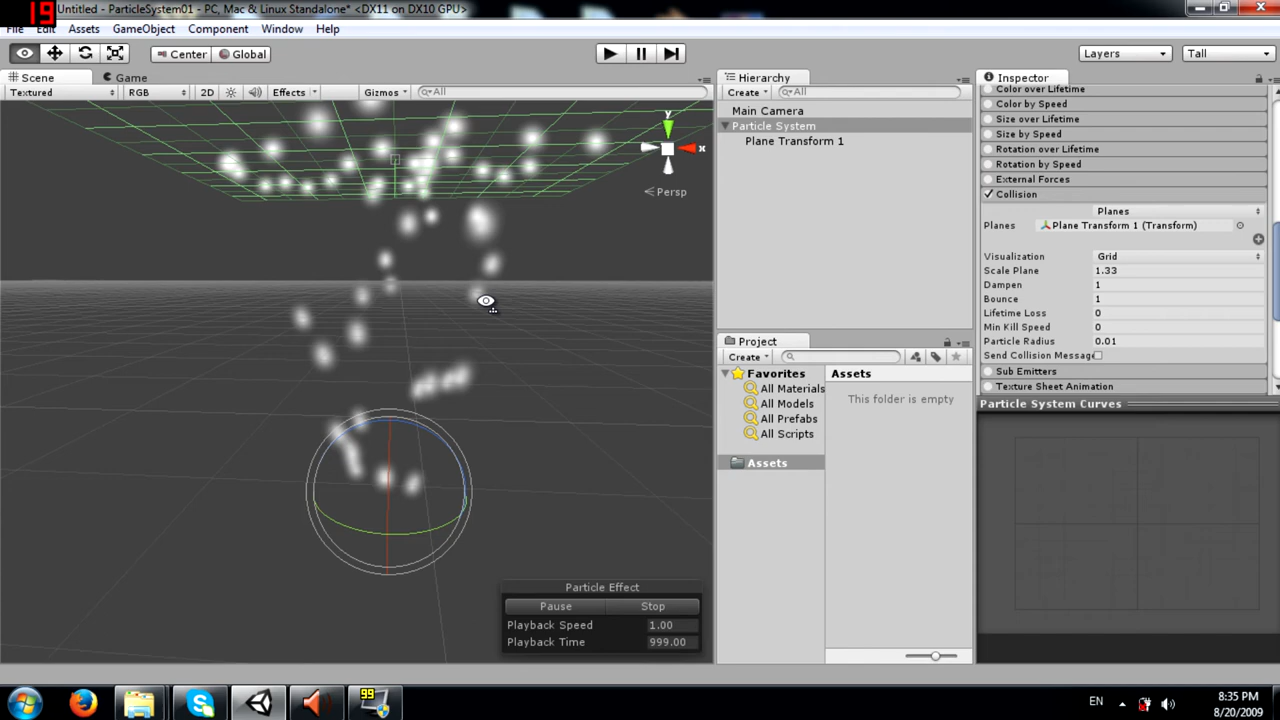 19
Untitled - ParticleSystem01 - PC, Mac & Linux Standalone* <DX11 on DX10 GPU>
File Edit Assets GameObject Component Window Help
Center Global Layers Tall
Scene Game
Textured RGB 2D Effects Gizmos All
y
x
Persp
Particle Effect
Pause Stop
Playback Speed 1.00
Playback Time 999.00
Hierarchy
Create All
Main Camera
Particle System
Plane Transform 1
Project
Create
Favorites
All Materials
All Models
All Prefabs
All Scripts
Assets
Assets
This folder is empty
Inspector
Color over Lifetime
Color by Speed
Size over Lifetime
Size by Speed
Rotation over Lifetime
Rotation by Speed
External Forces
Collision
Planes
Planes Plane Transform 1 (Transform)
Visualization Grid
Scale Plane 1.33
Dampen 1
Bounce 1
Lifetime Loss 0
Min Kill Speed 0
Particle Radius 0.01
Send Collision Message
Sub Emitters
Texture Sheet Animation
Particle System Curves
99
EN
8:35 PM
8/20/2009